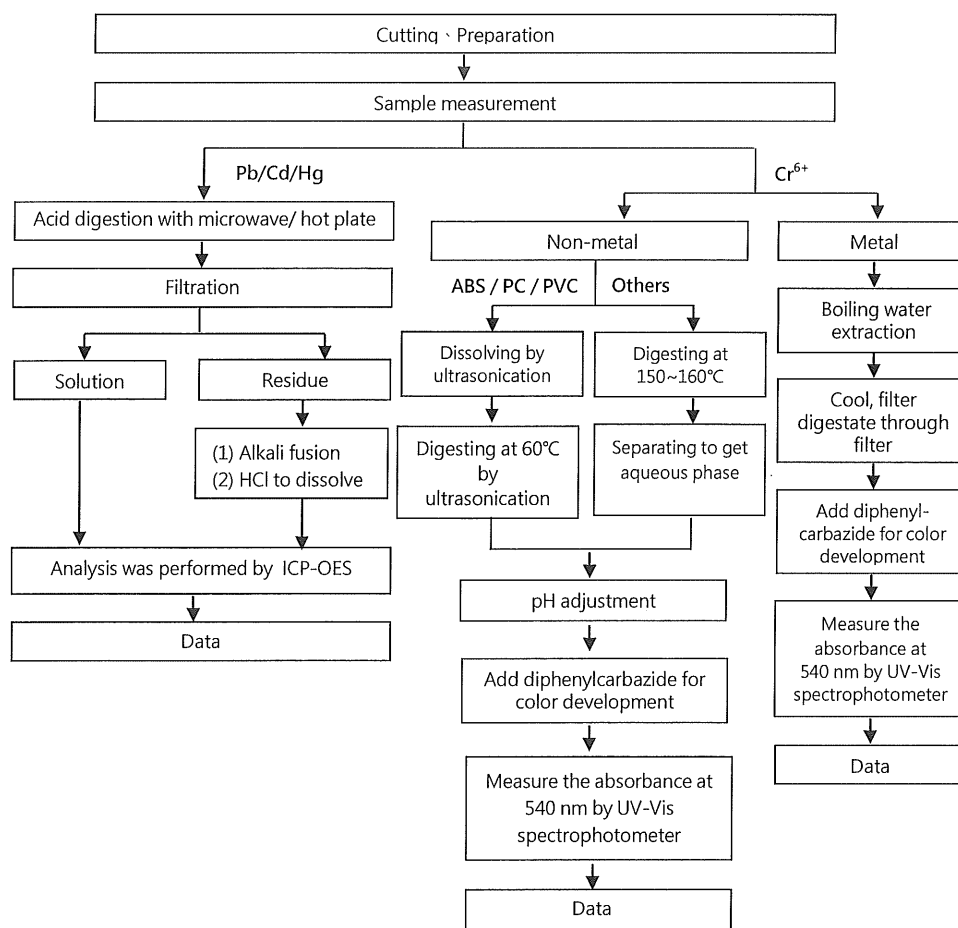 Cutting、Preparation
Sample measurement
Pb/Cd/Hg
Acid digestion with microwave/ hot plate
Filtration
Solution
Residue
(1) Alkali fusion
(2) HCl to dissolve
Analysis was performed by ICP-OES
Data
Cr⁶⁺
Non-metal
ABS / PC / PVC
Others
Dissolving by
ultrasonication
Digesting at 60℃
by
ultrasonication
Digesting at
150~160℃
Separating to get
aqueous phase
pH adjustment
Add diphenylcarbazide for
color development
Measure the absorbance at
540 nm by UV-Vis
spectrophotometer
Data
Metal
Boiling water
extraction
Cool, filter
digestate through
filter
Add diphenyl-
carbazide for color
development
Measure the
absorbance at
540 nm by UV-Vis
spectrophotometer
Data